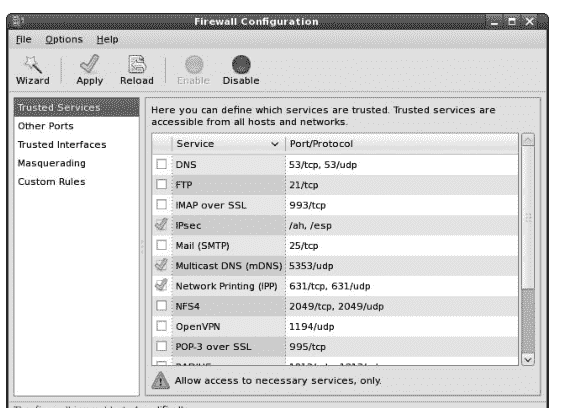 Firewall Configuration
File Options Help
Wizard Apply Reload Enable Disable
Trusted Services
Other Ports
Trusted Interfaces
Masquerading
Custom Rules
Here you can define which services are trusted. Trusted services are
accessible from all hosts and networks.
Service Port/Protocol
DNS 53/tcp, 53/udp
FTP 21/tcp
IMAP over SSL 993/tcp
IPsec /ah, /esp
Mail (SMTP) 25/tcp
Multicast DNS (mDNS) 5353/udp
Network Printing (IPP) 631/tcp, 631/udp
NFS4 2049/tcp, 2049/udp
OpenVPN 1194/udp
POP-3 over SSL 995/tcp
Allow access to necessary services, only.